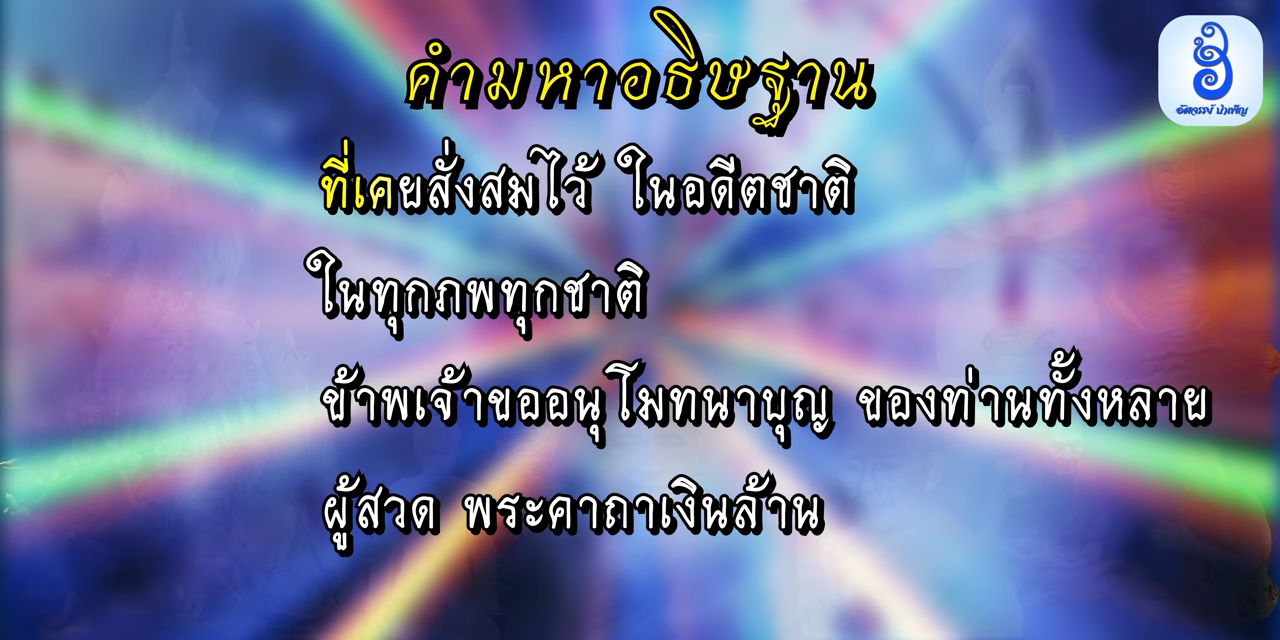 คำมหาอธิษฐาน
ที่เคยสั่งสมไว้ ในอดีตชาติ
ในทุกภพทุกชาติ
ข้าพเจ้าขออนุโมทนาบุญ ของท่านทั้งหลาย
ผู้สวด พระคาถาเงินล้าน